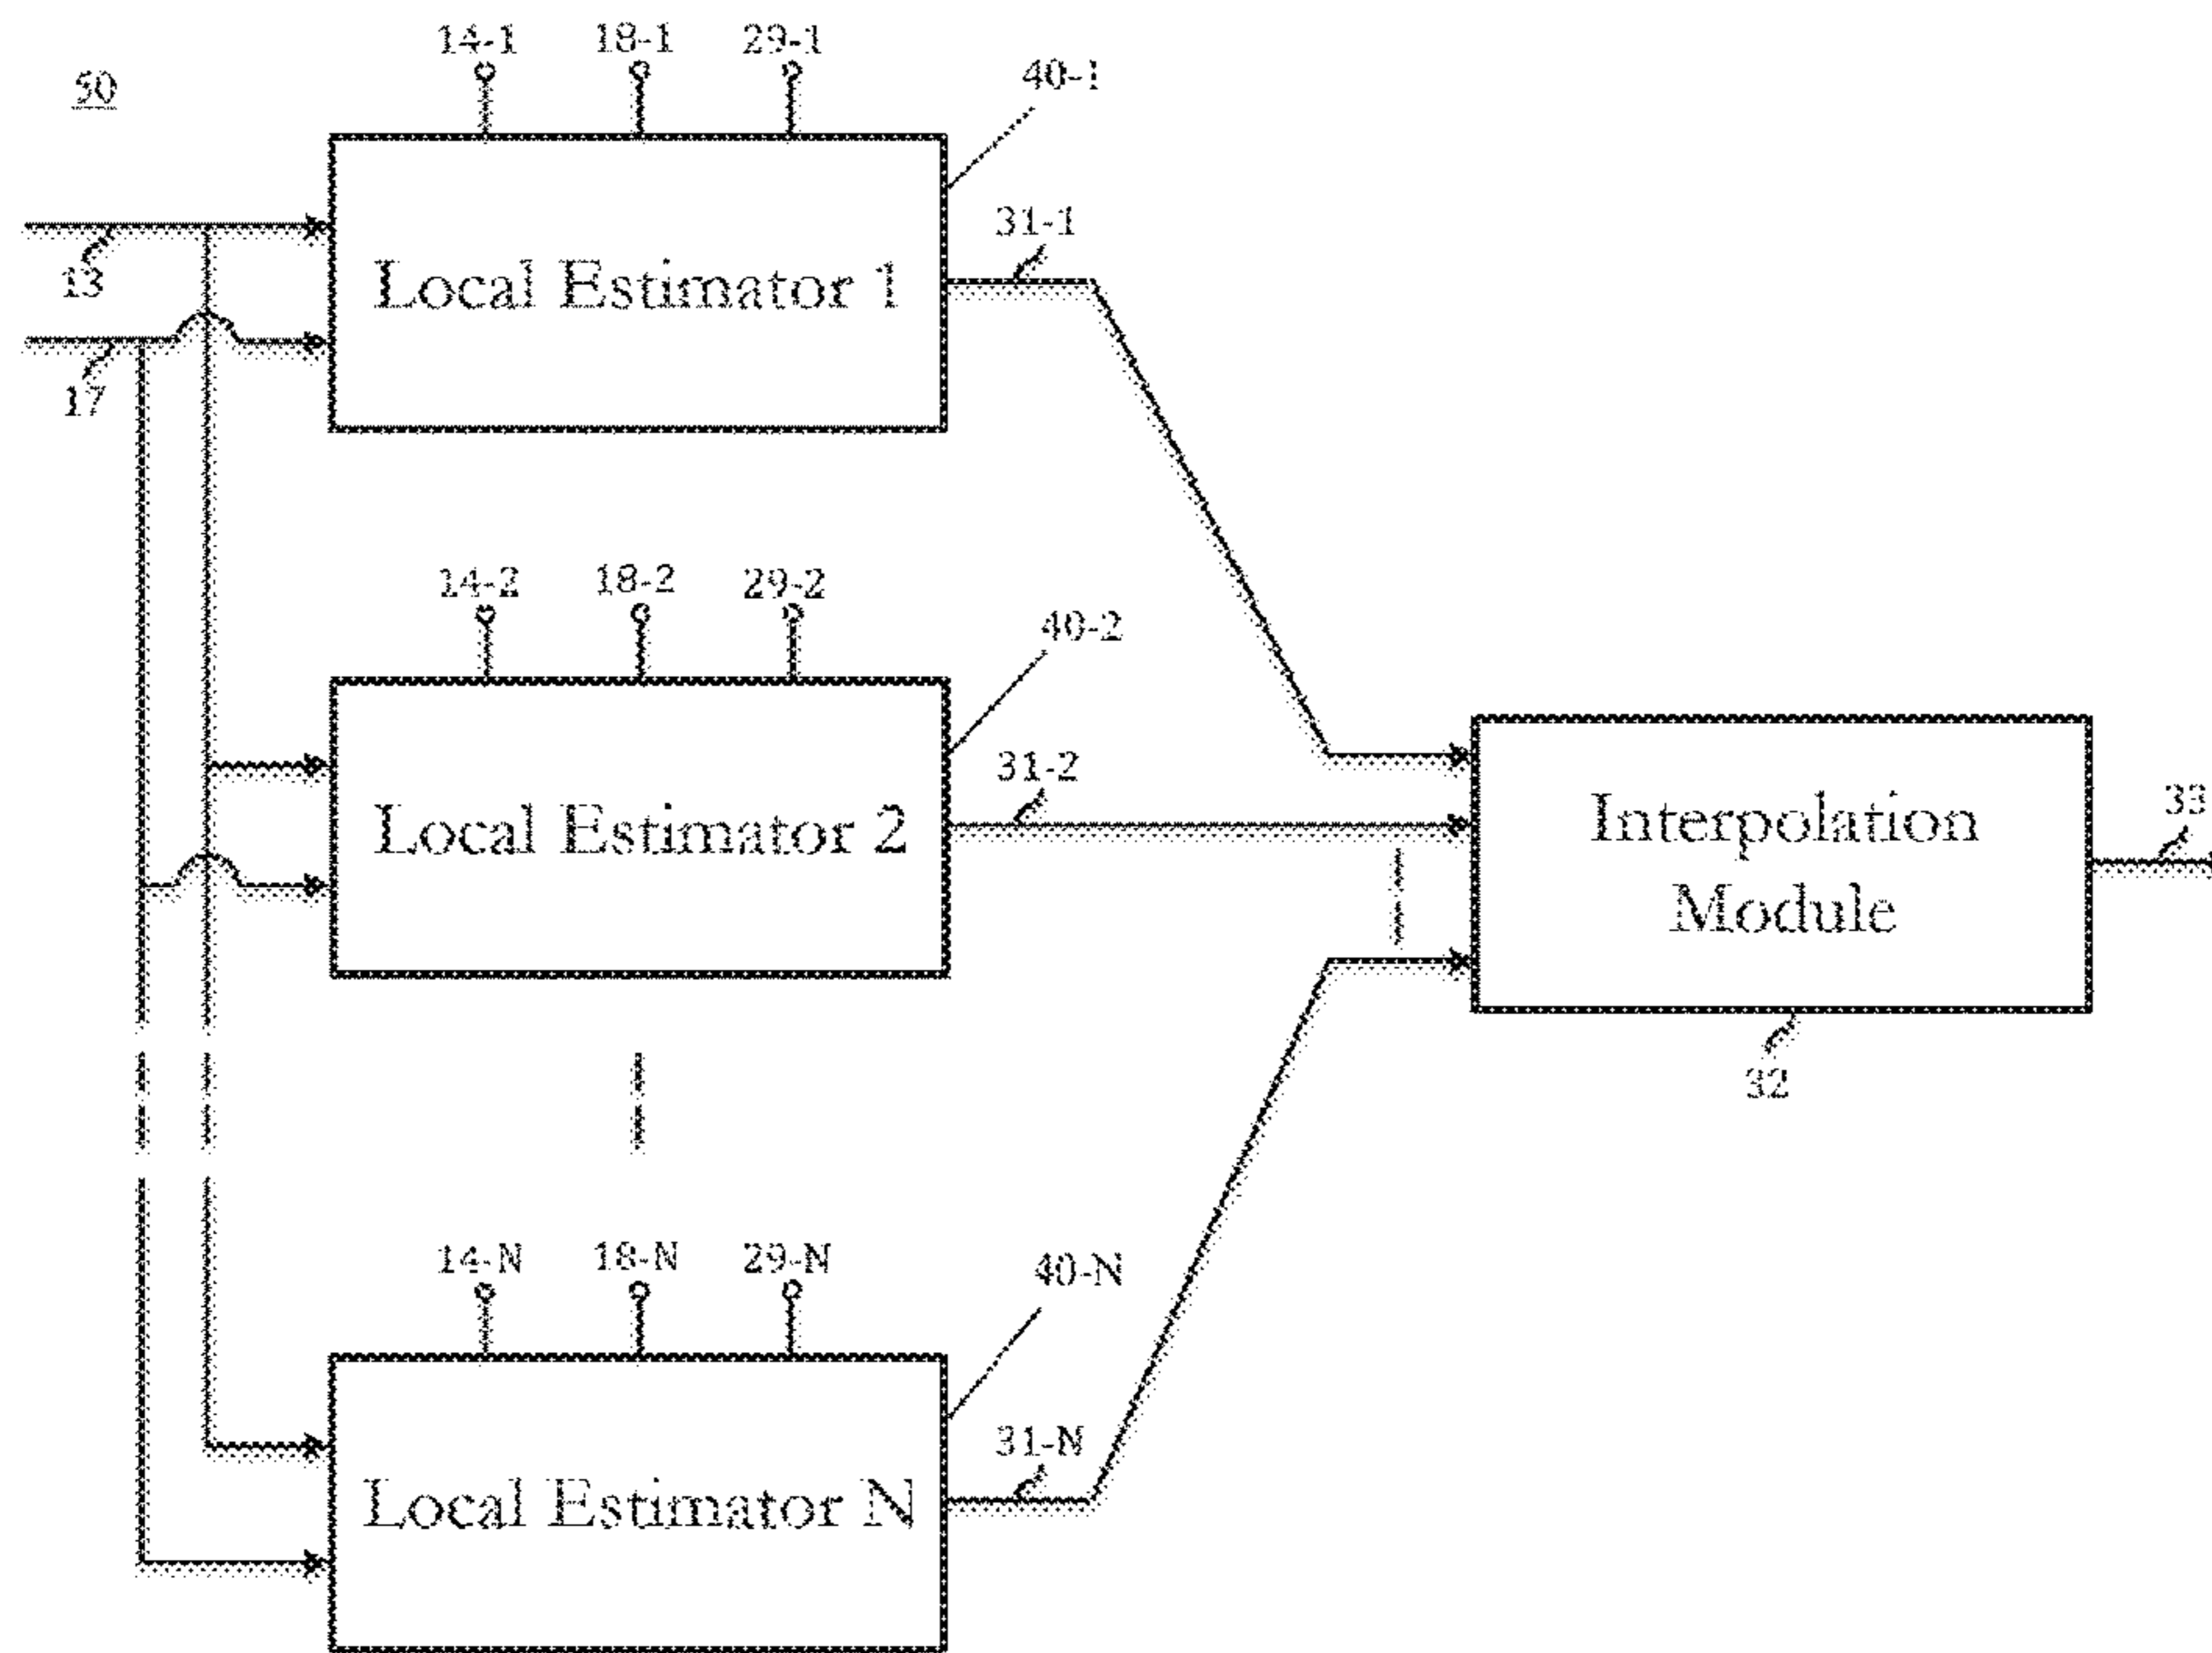 50
14-1 18-1 29-1
40-1
13
17
Local Estimator 1
31-1
14-2 18-2 29-2
40-2
Local Estimator 2
31-2
Interpolation
Module
33
32
14-N 18-N 29-N
40-N
Local Estimator N
31-N